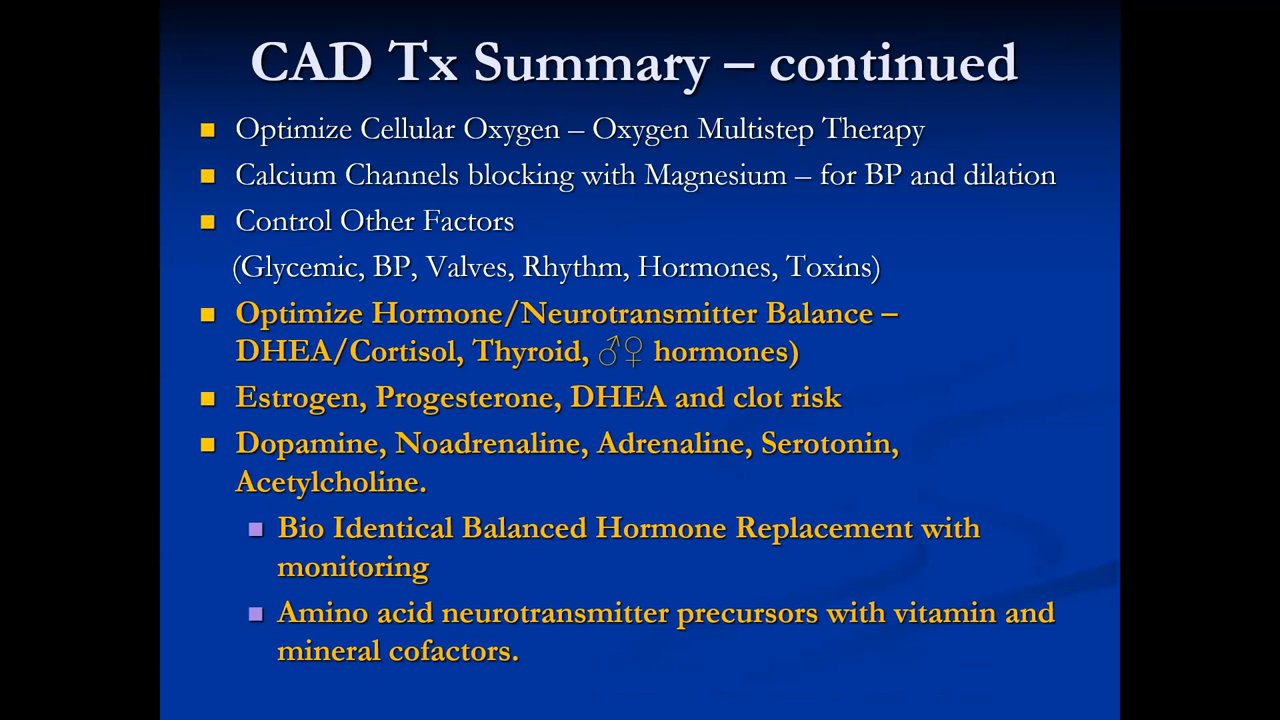 CAD Tx Summary – continued
Optimize Cellular Oxygen – Oxygen Multistep Therapy
Calcium Channels blocking with Magnesium – for BP and dilation
Control Other Factors
(Glycemic, BP, Valves, Rhythm, Hormones, Toxins)
Optimize Hormone/Neurotransmitter Balance –
DHEA/Cortisol, Thyroid, ♂♀ hormones)
Estrogen, Progesterone, DHEA and clot risk
Dopamine, Noadrenaline, Adrenaline, Serotonin,
Acetylcholine.
Bio Identical Balanced Hormone Replacement with
monitoring
Amino acid neurotransmitter precursors with vitamin and
mineral cofactors.